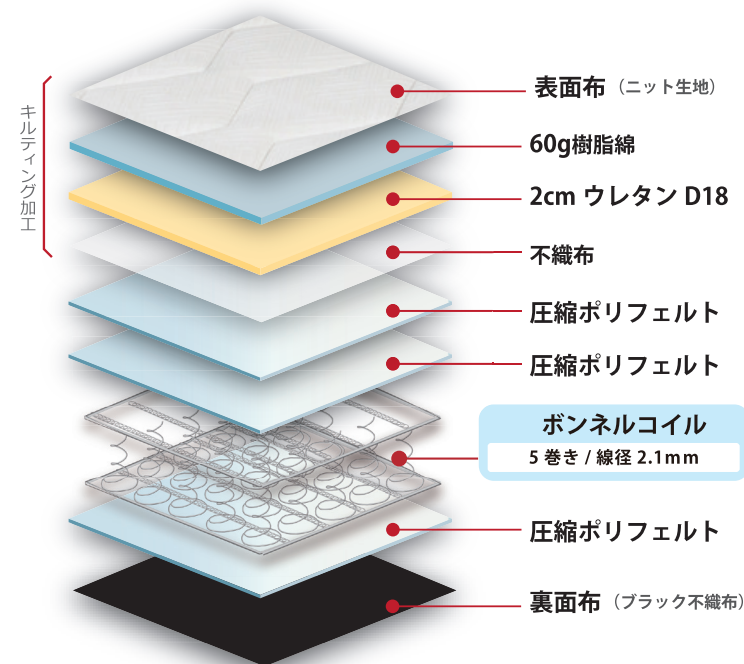 表面布（ニット生地）
キルティング加工
60g樹脂綿
2cm ウレタン D18
不織布
圧縮ポリフェルト
圧縮ポリフェルト
ボンネルコイル
5 巻き / 線径 2.1mm
圧縮ポリフェルト
裏面布（ブラック不織布）